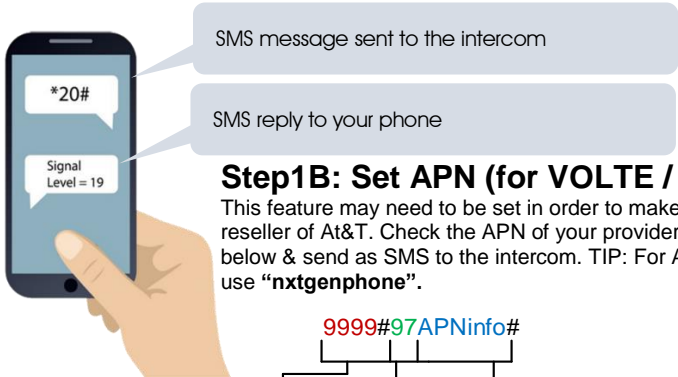 SMS message sent to the intercom
*20#
SMS reply to your phone
Signal
Level = 19
Step1B: Set APN (for VOLTE /
This feature may need to be set in order to make
reseller of At&T. Check the APN of your provider
below & send as SMS to the intercom. TIP: For A
use “nxtgenphone”.
9999#97APNinfo#